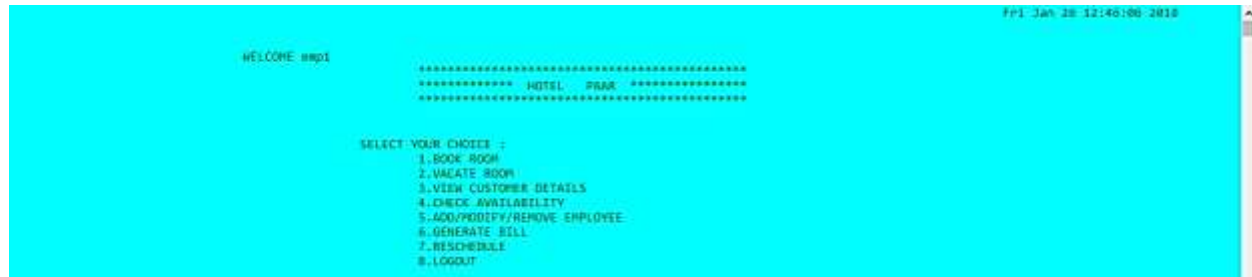 Fri Jan 26 12:46:06 2018
WELCOME emp1
********************************************
************* HOTEL PAAR ****************
********************************************
SELECT YOUR CHOICE :
1.BOOK ROOM
2.VACATE ROOM
3.VIEW CUSTOMER DETAILS
4.CHECK AVAILABILITY
5.ADD/MODIFY/REMOVE EMPLOYEE
6.GENERATE BILL
7.RESCHEDULE
8.LOGOUT